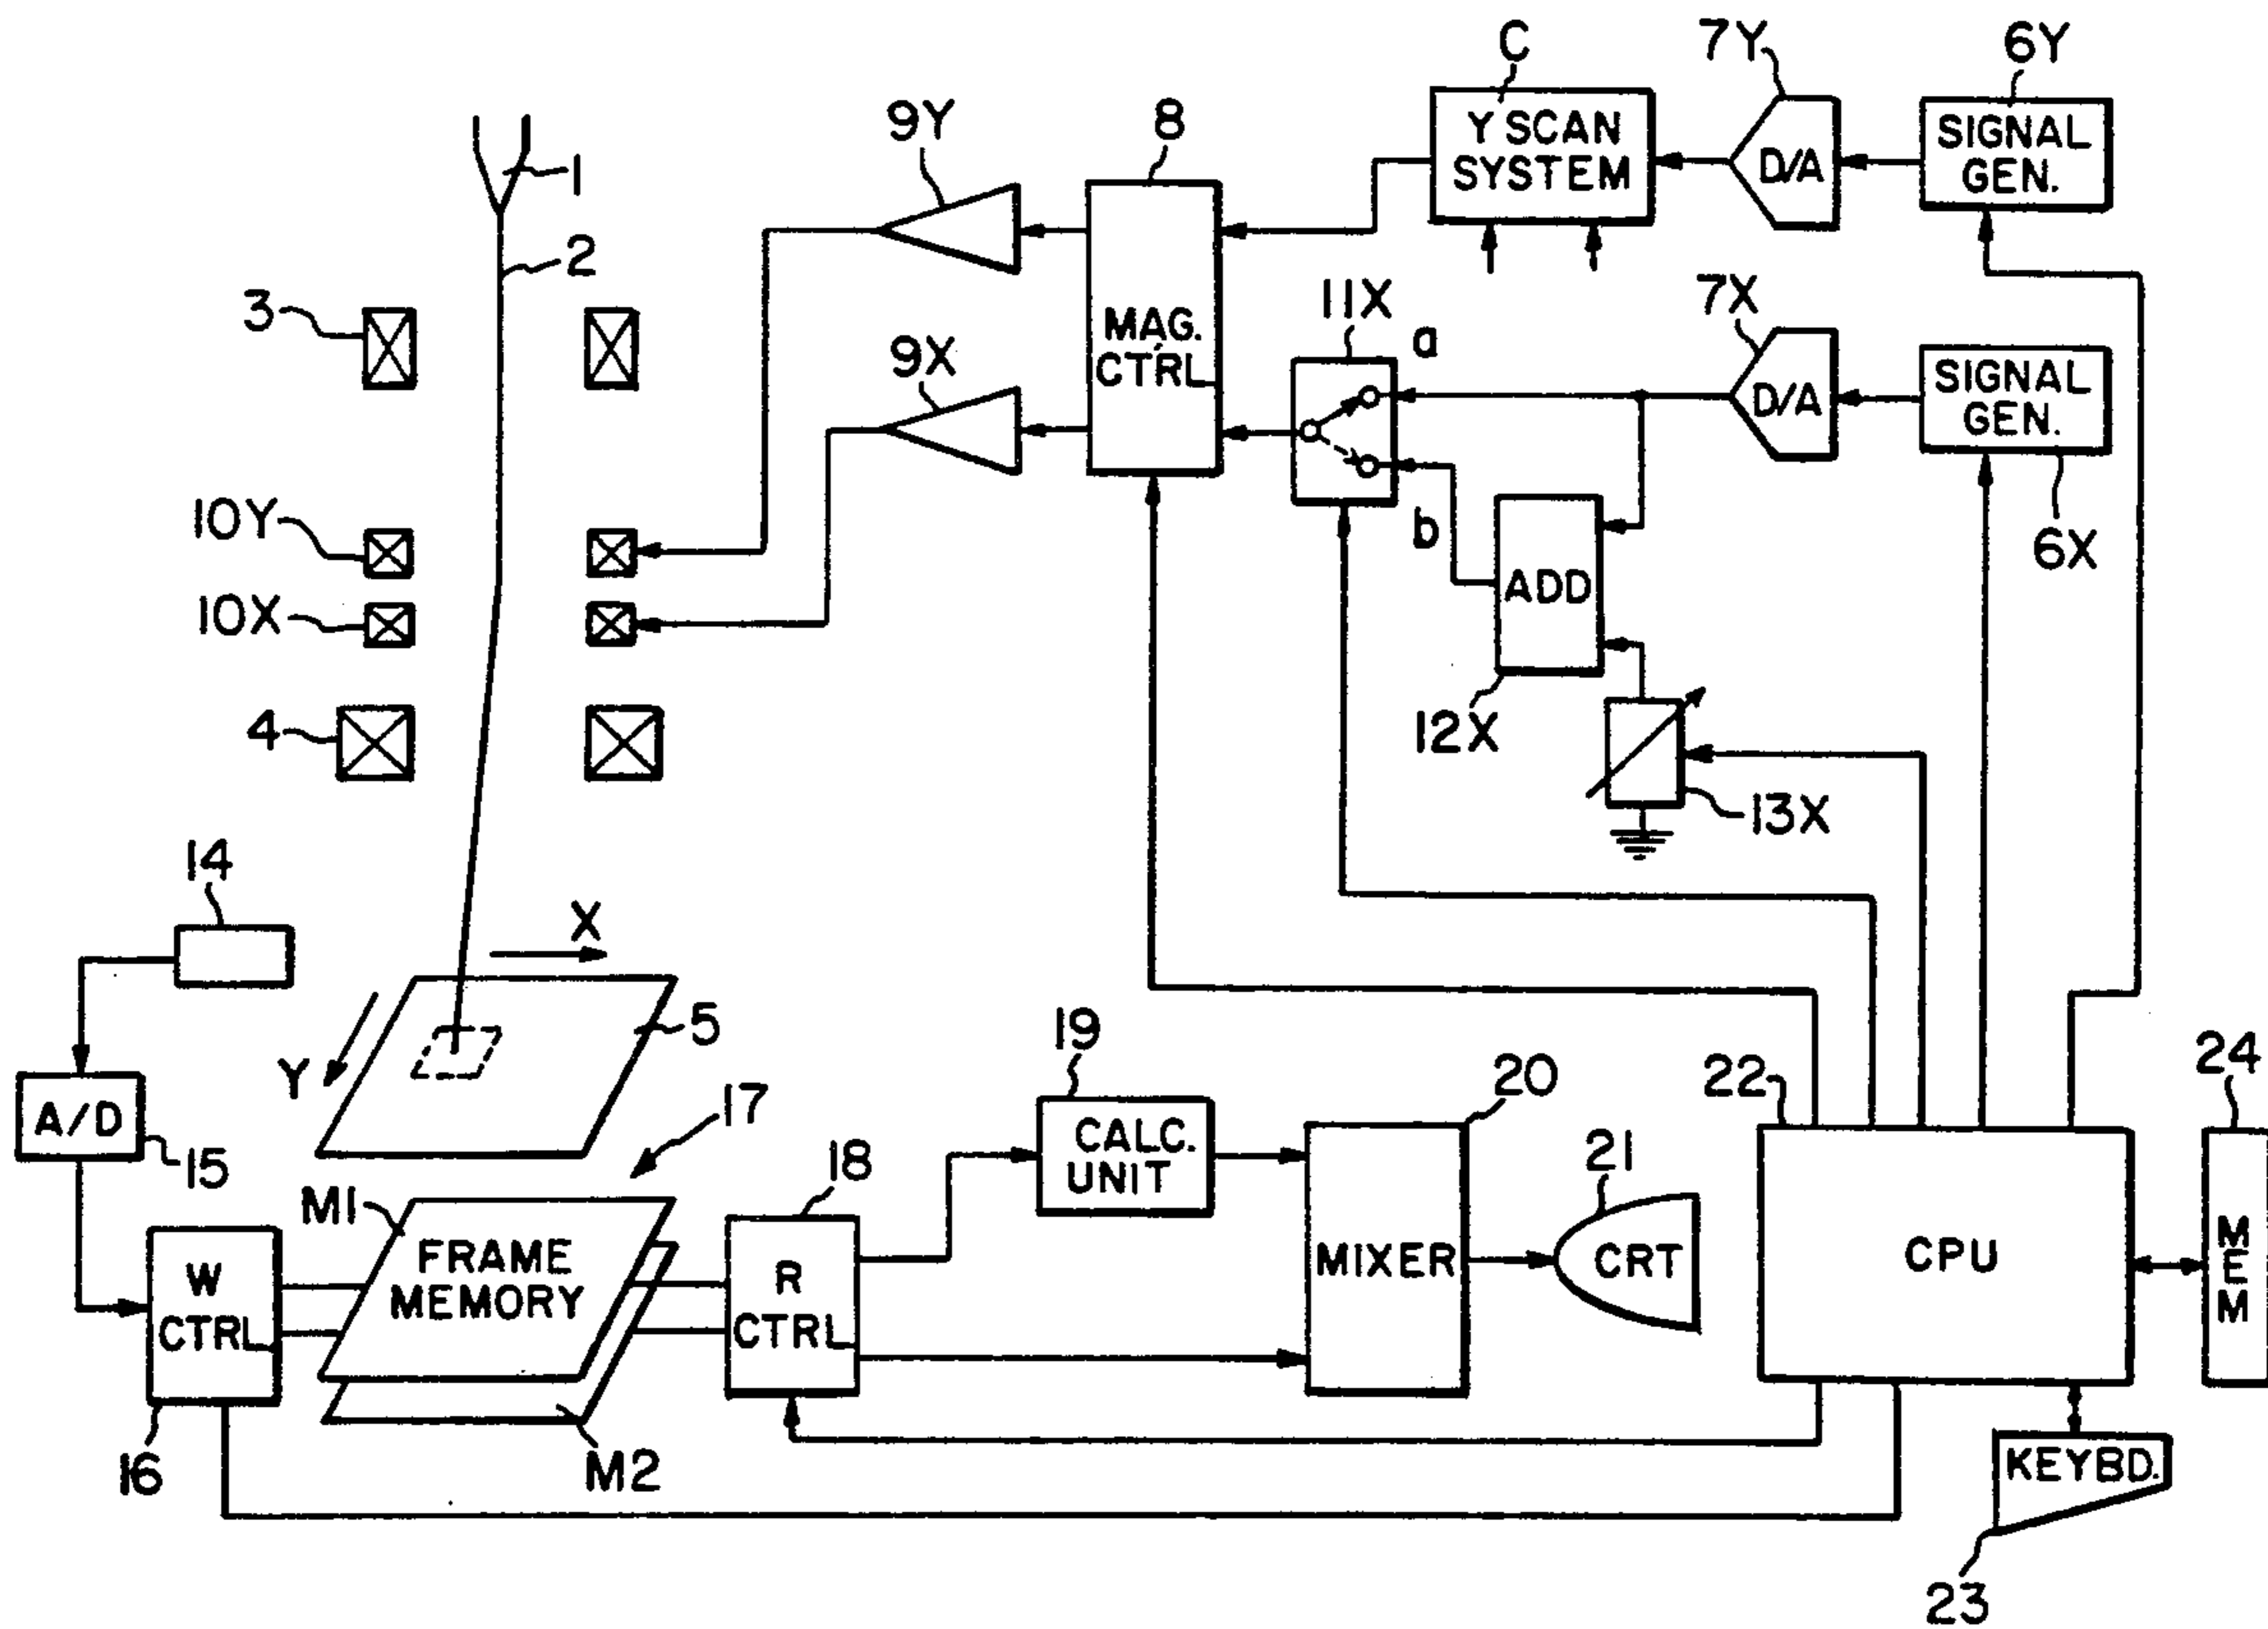 C
7Y
6Y
9Y
8
Y SCAN
SYSTEM
D/A
SIGNAL
GEN.
1
2
3
11X
a
7X
9X
MAG.
CTRL
D/A
SIGNAL
GEN.
10Y
b
6X
10X
ADD
4
12X
13X
14
X
5
Y
19
20
22
24
A/D
17
15
CALC.
UNIT
18
21
M1
FRAME
MEMORY
W
CTRL
R
CTRL
MIXER
CRT
CPU
MEM
16
M2
KEYBD.
23